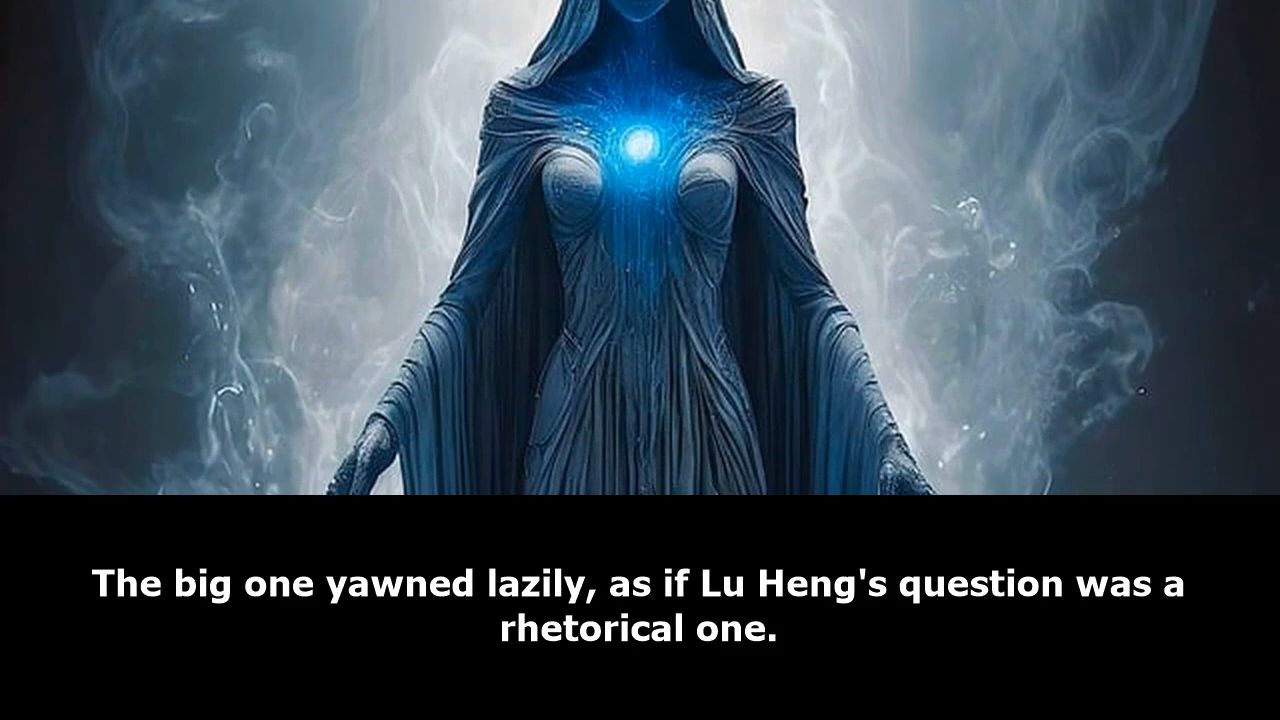 The big one yawned lazily, as if Lu Heng's question was a
rhetorical one.